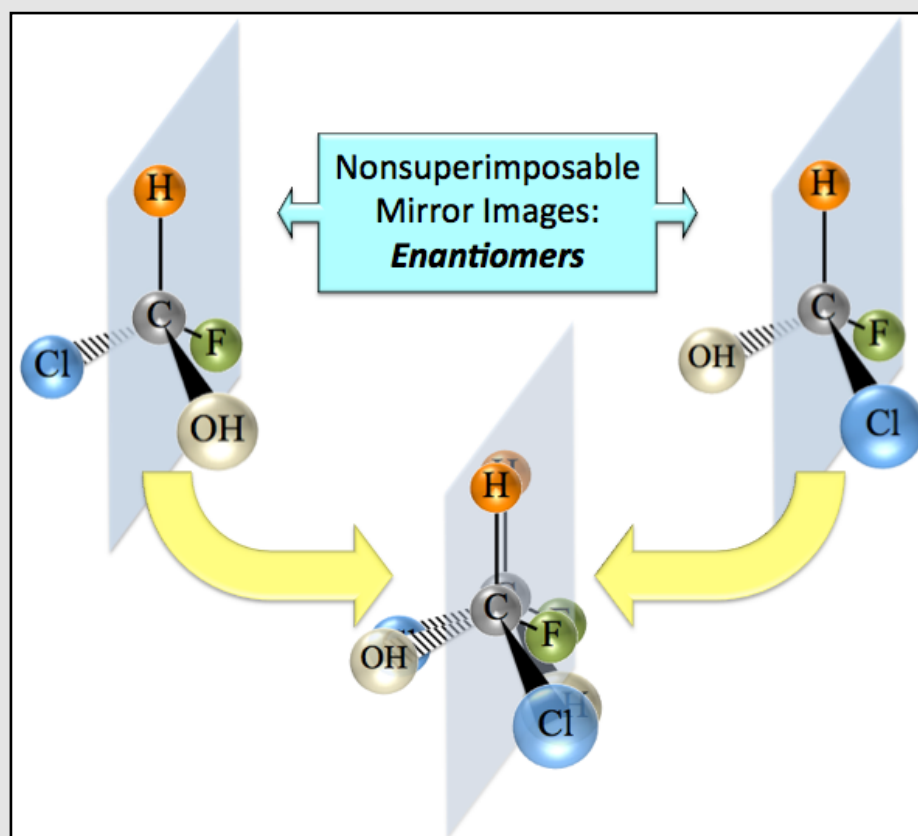 H
Nonsuperimposable
Mirror Images:
Enantiomers
H
C
F
Cl
OH
C
F
OH
Cl
H
H
C
C
F
F
OH
Cl
H